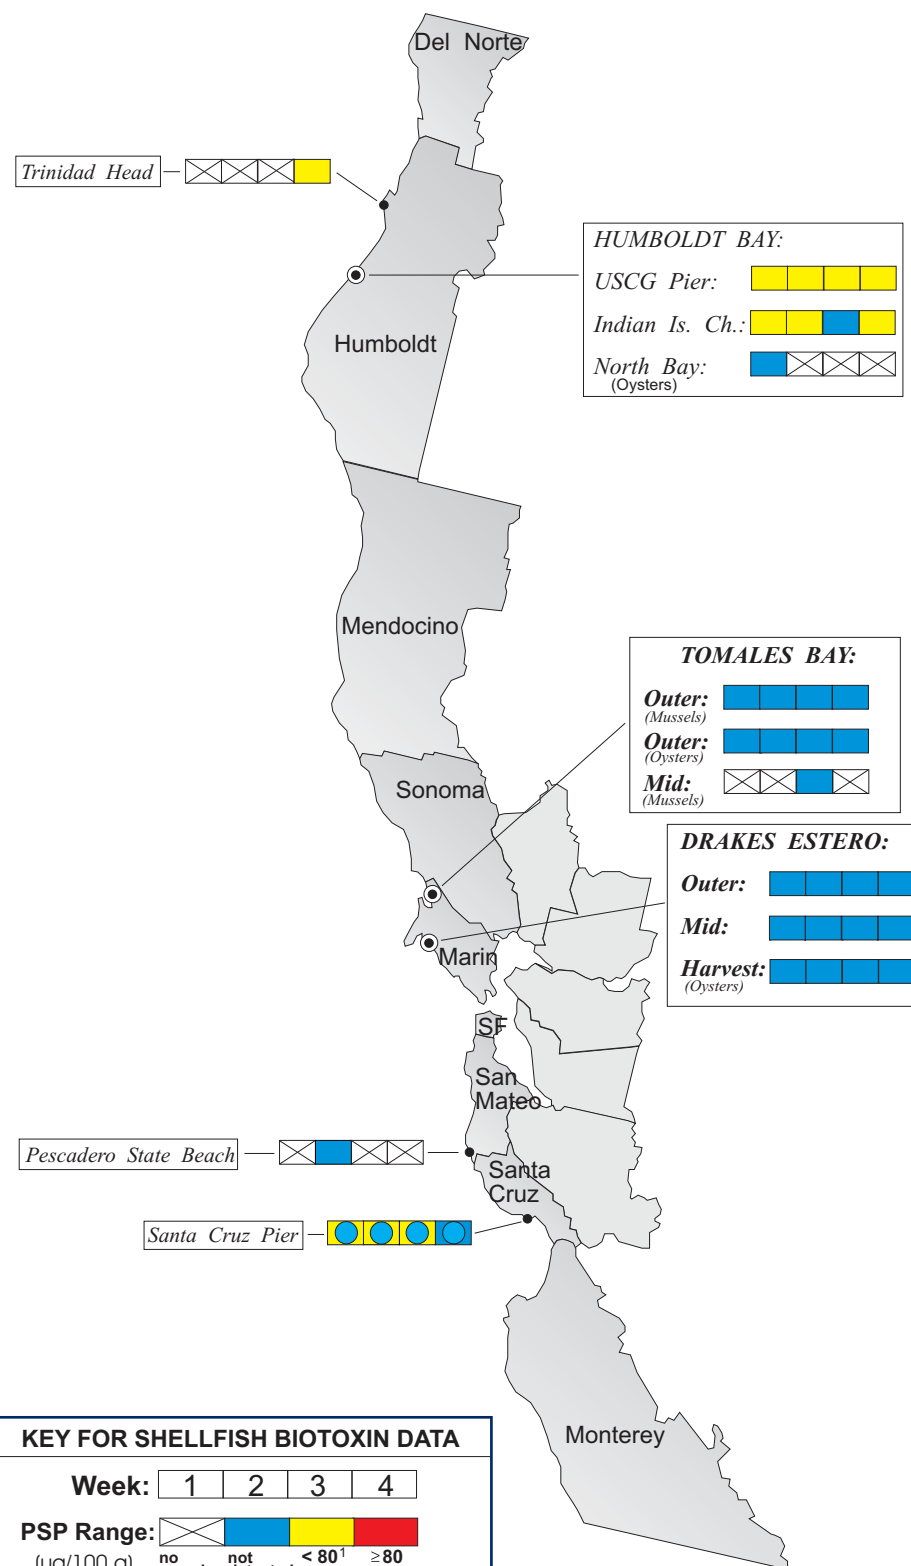 Del Norte
Trinidad Head
HUMBOLDT BAY:
USCG Pier:
Indian Is. Ch.:
North Bay:
(Oysters)
Humboldt
Mendocino
TOMALES BAY:
Outer:
(Mussels)
Outer:
(Oysters)
Mid:
(Mussels)
Sonoma
DRAKES ESTERO:
Outer:
Mid:
Harvest:
(Oysters)
Marin
SF
San
Mateo
Pescadero State Beach
Santa
Cruz
Santa Cruz Pier
Monterey
KEY FOR SHELLFISH BIOTOXIN DATA
Week: 1 2 3 4
PSP Range:
(ug/100 g) no not < 80¹ ≥80